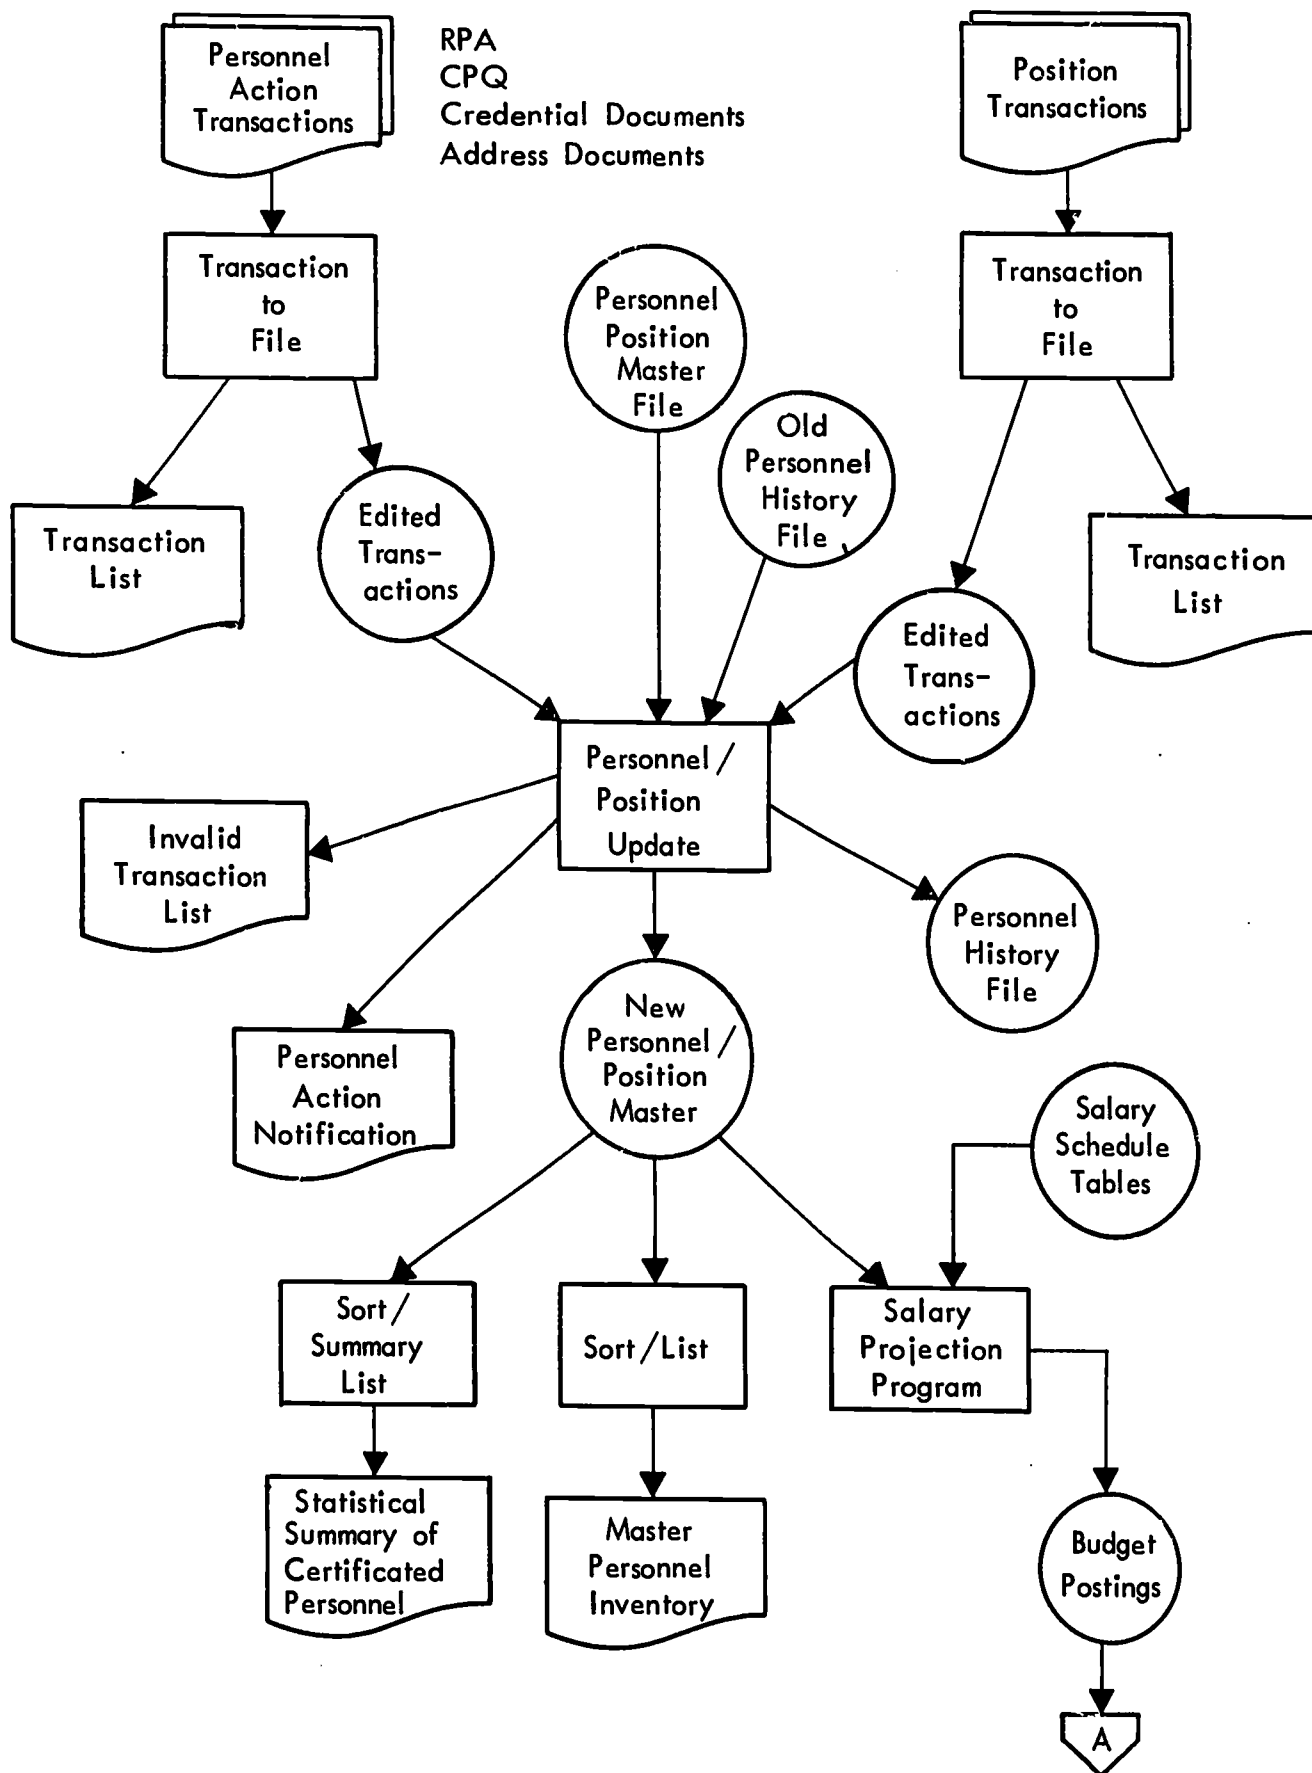 Personnel
Action
Transactions
RPA
CPQ
Credential Documents
Address Documents
Position
Transactions
Transaction
to
File
Personnel
Position
Master
File
Transaction
to
File
Old
Personnel
History
File
Transaction
List
Edited
Trans-
actions
Edited
Trans-
actions
Transaction
List
Personnel /
Position
Update
Invalid
Transaction
List
Personnel
History
File
Personnel
Action
Notification
New
Personnel /
Position
Master
Salary
Schedule
Tables
Sort/
Summary
List
Sort/List
Salary
Projection
Program
Statistical
Summary of
Certificated
Personnel
Master
Personnel
Inventory
Budget
Postings
A